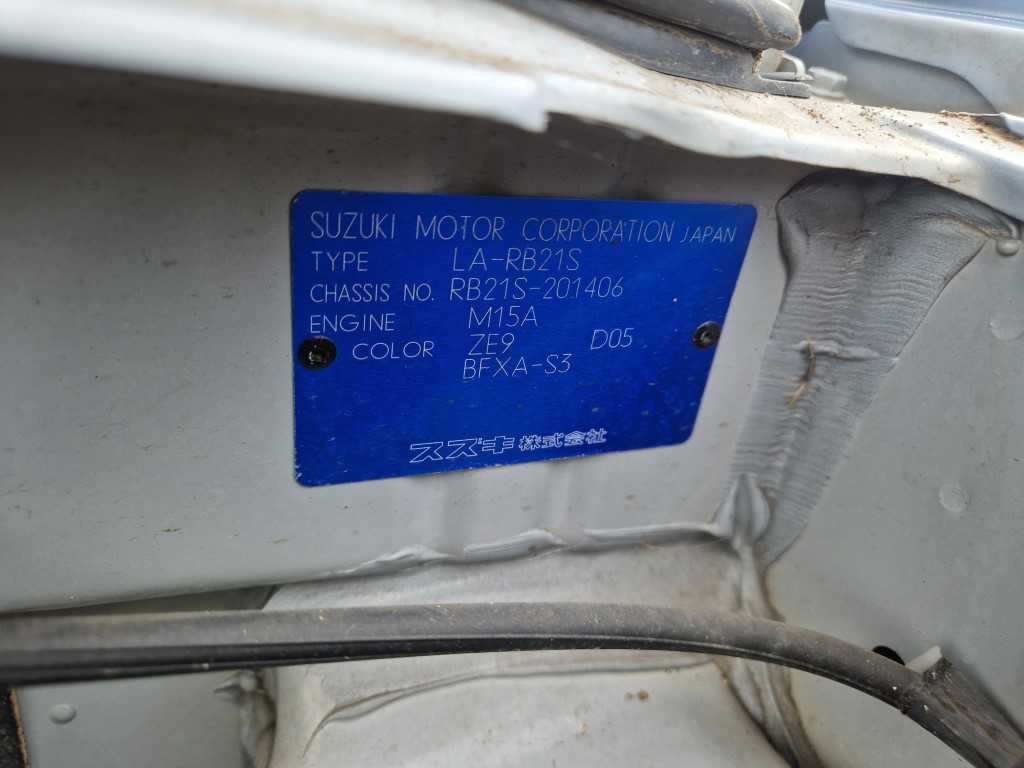 SUZUKI MOTOR CORPORATION JAPAN
TYPE LA-RB21S
CHASSIS NO. RB21S-201406
ENGINE M15A
COLOR ZE9 D05
BFXA-S3
スズキ株式会社